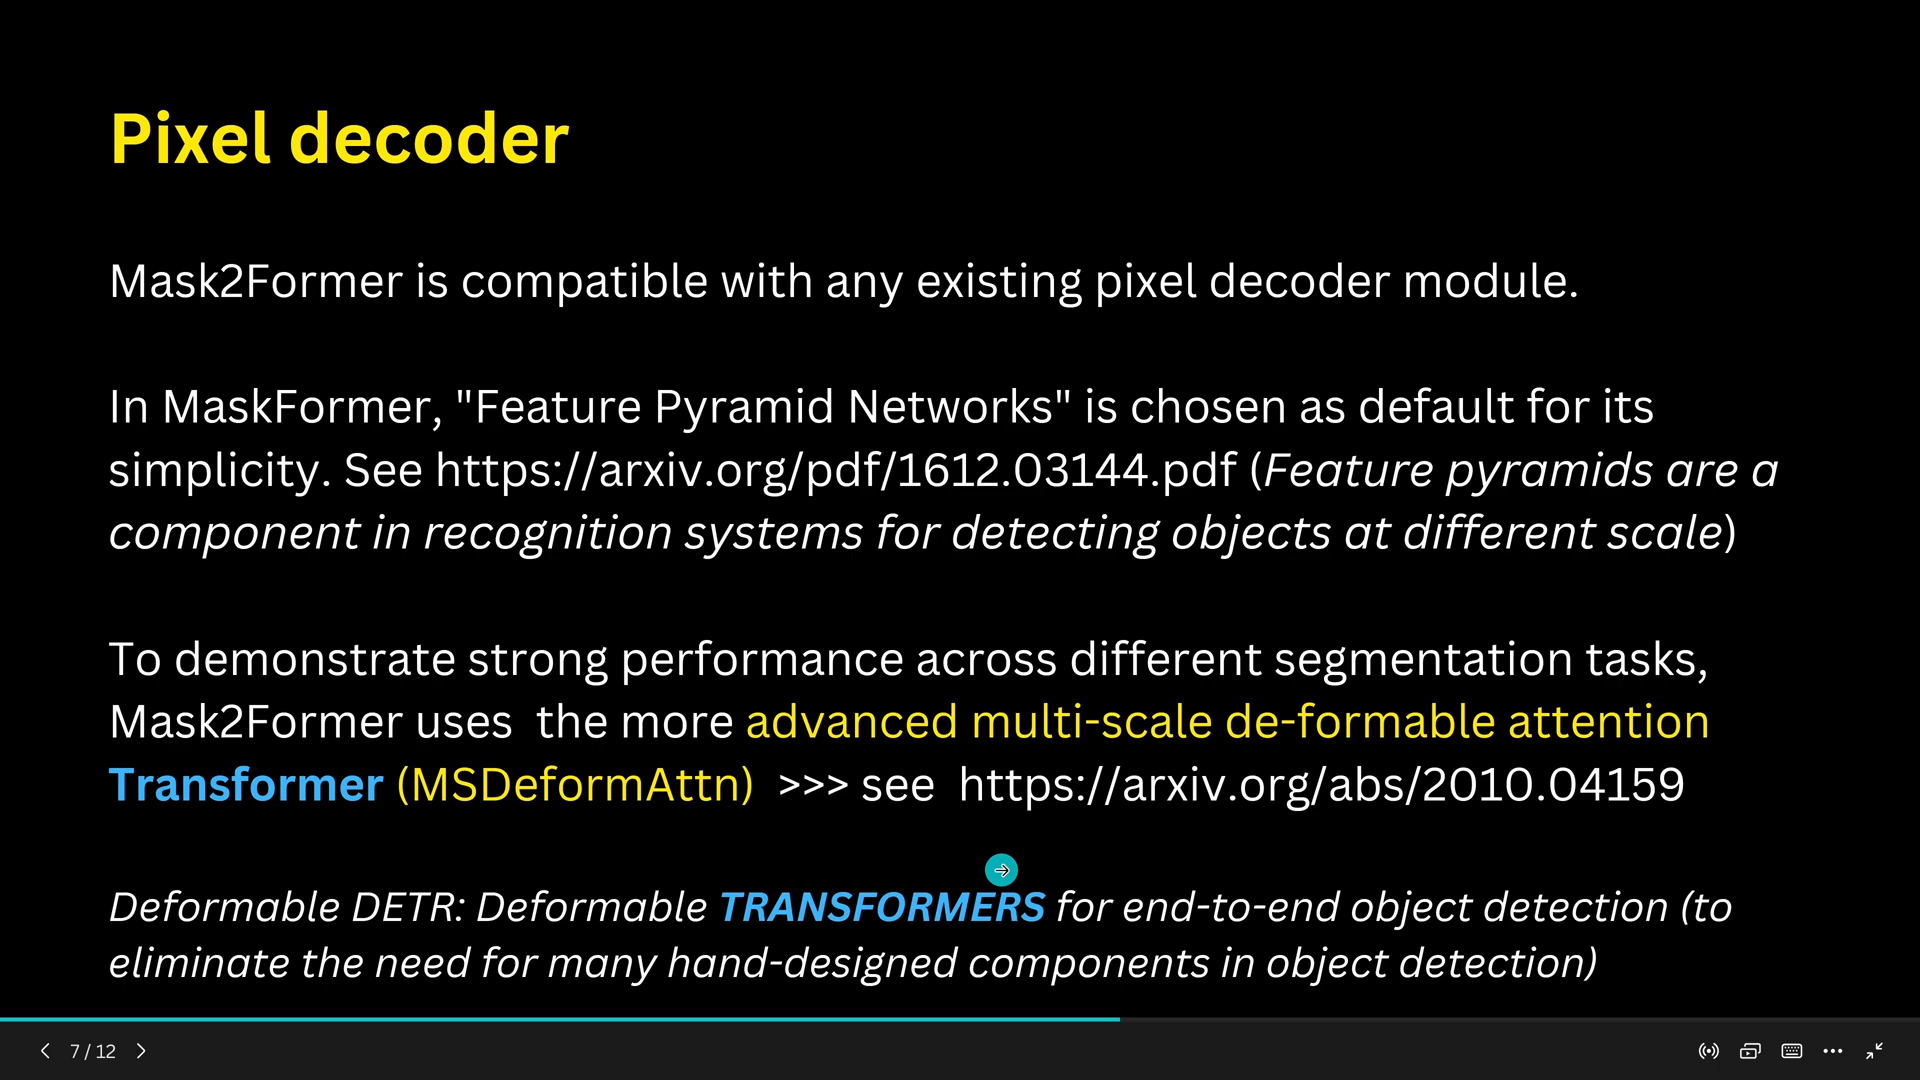 Pixel decoder
Mask2Former is compatible with any existing pixel decoder module.
In MaskFormer, "Feature Pyramid Networks" is chosen as default for its
simplicity. See https://arxiv.org/pdf/1612.03144.pdf (Feature pyramids are a
component in recognition systems for detecting objects at different scale)
To demonstrate strong performance across different segmentation tasks,
Mask2Former uses  the more advanced multi-scale de-formable attention
Transformer (MSDeformAttn)  >>> see  https://arxiv.org/abs/2010.04159
Deformable DETR: Deformable TRANSFORMERS for end-to-end object detection (to
eliminate the need for many hand-designed components in object detection)
7 / 12